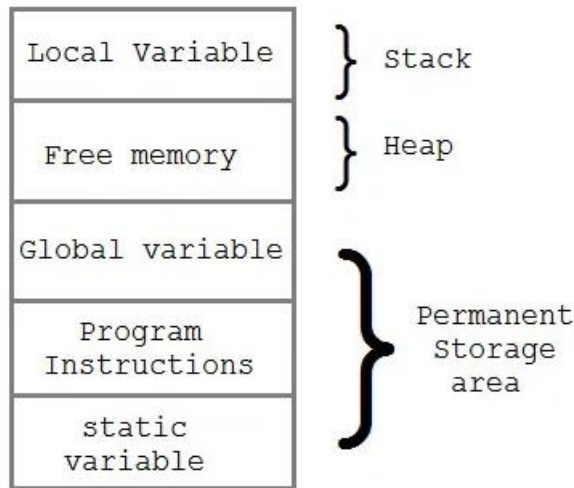 Local Variable
Stack
Free memory
Heap
Global variable
Program
Instructions
Permanent
Storage
area
static
variable